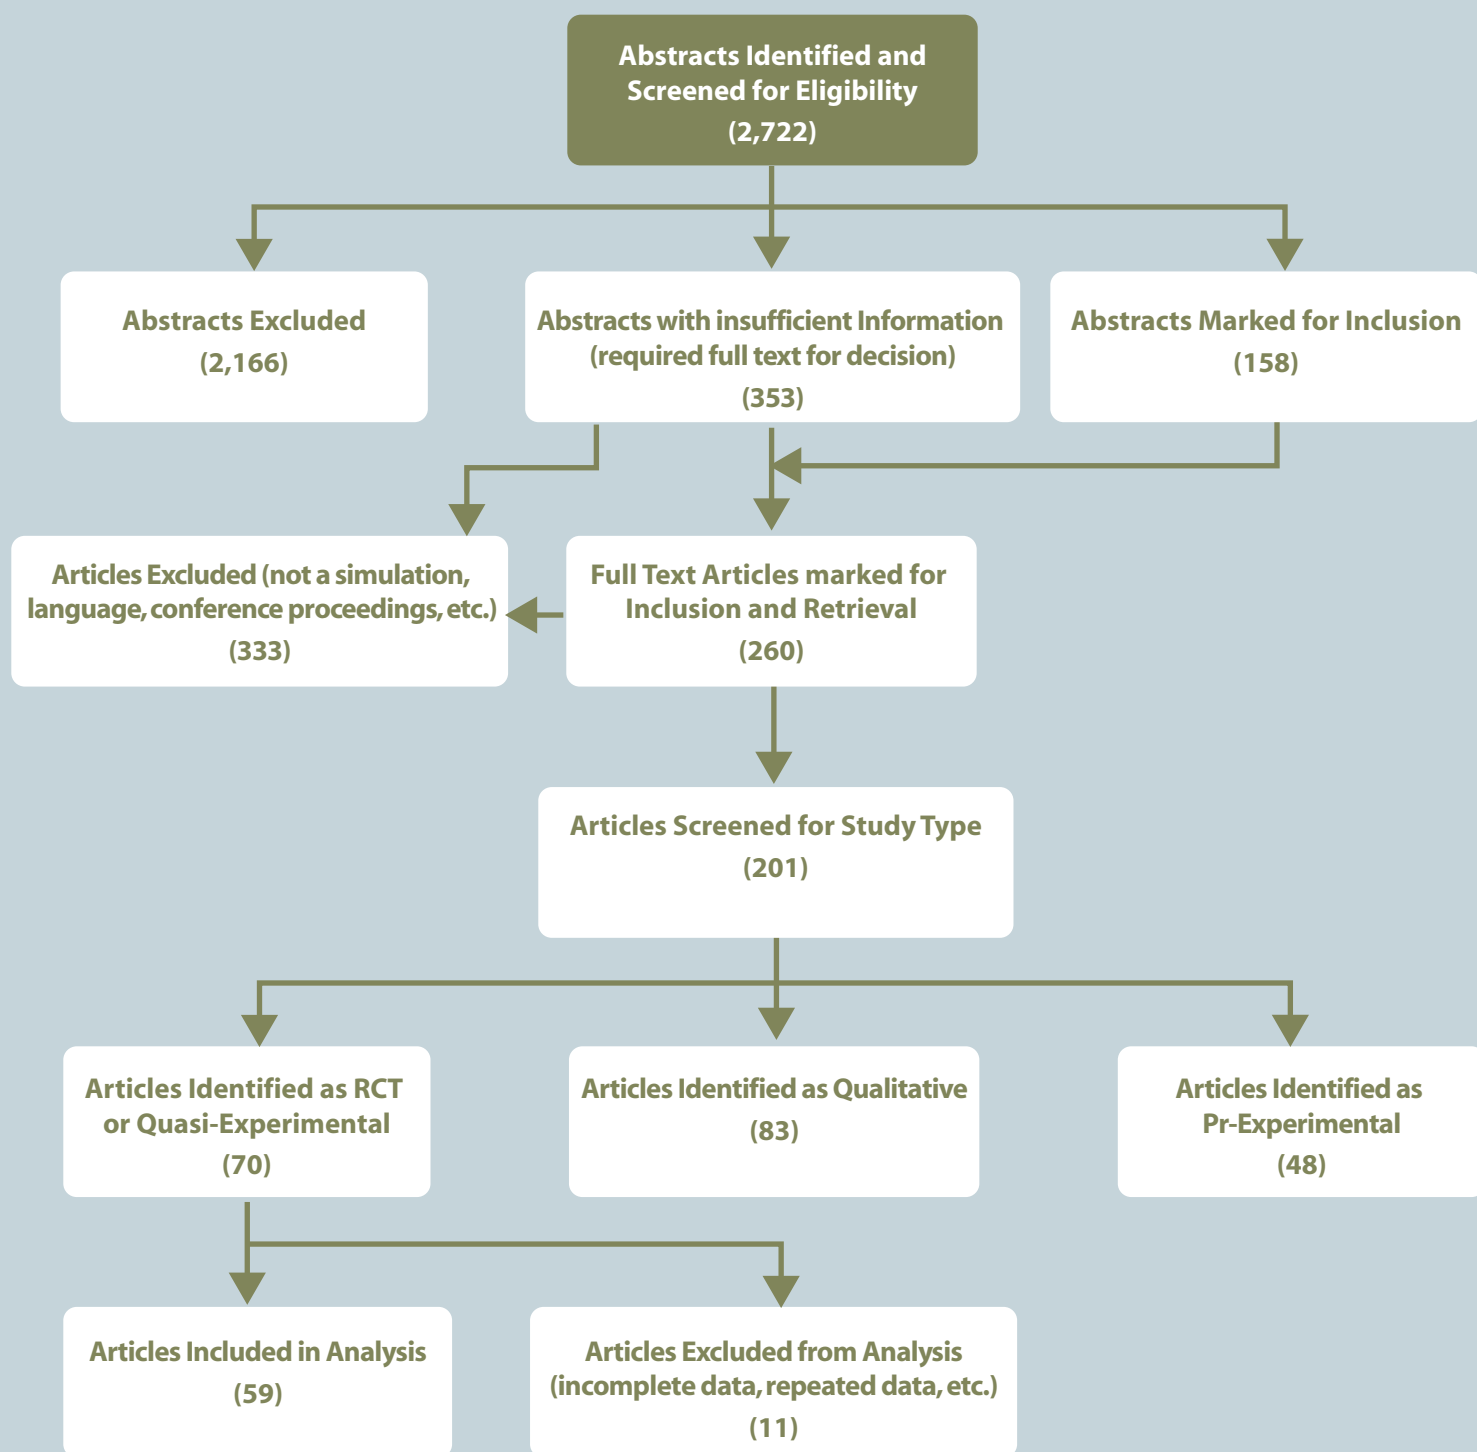 Abstracts Identified and
Screened for Eligibility
(2,722)
Abstracts Excluded
(2,166)
Abstracts with insufficient Information
(required full text for decision)
(353)
Abstracts Marked for Inclusion
(158)
Articles Excluded (not a simulation,
language, conference proceedings, etc.)
(333)
Full Text Articles marked for
Inclusion and Retrieval
(260)
Articles Screened for Study Type
(201)
Articles Identified as RCT
or Quasi-Experimental
(70)
Articles Identified as Qualitative
(83)
Articles Identified as
Pr-Experimental
(48)
Articles Included in Analysis
(59)
Articles Excluded from Analysis
(incomplete data, repeated data, etc.)
(11)